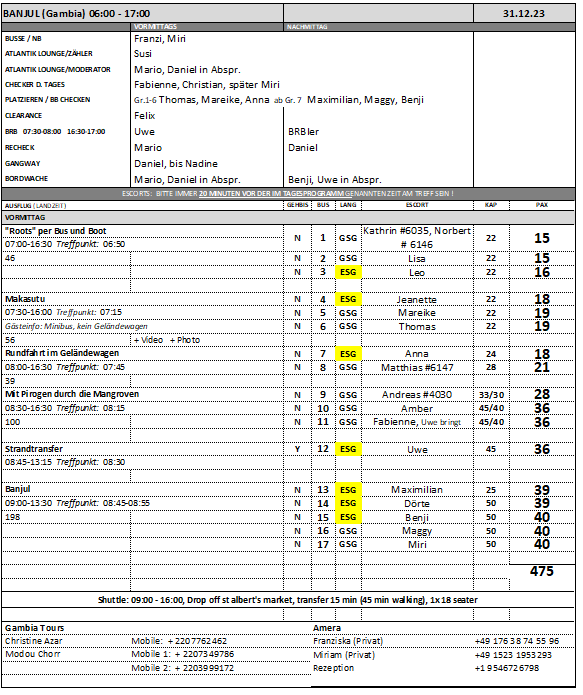 BANJUL (Gambia) 06:00 - 17:00 31.12.23
VORMITTAGS NACHMITTAG
BUSSE / NB Franzi, Miri
ATLANTIK LOUNGE/ZÄHLER Susi
ATLANTIK LOUNGE/MODERATOR Mario, Daniel in Abspr.
CHECKER D. TAGES Fabienne, Christian, später Miri
PLATZIEREN / BB CHECKEN Gr.1-6 Thomas, Mareike, Anna ab Gr. 7 Maximilian, Maggy, Benji
CLEARANCE Felix
BRB 07:30-08:00 16:30-17:00 Uwe BRBler
RECHECK Mario Daniel
GANGWAY Daniel, bis Nadine
BORDWACHE Mario, Daniel in Abspr. Benji, Uwe in Abspr.
ESCORTS: BITTE IMMER 20 MINUTEN VOR DER IM TAGESPROGRAMM GENANNTEN ZEIT AM TREFF SEIN !
AUSFLUG (LANDZEIT) GEHBIS BUS LANG ESCORT KAP PAX
VORMITTAG
"Roots" per Bus und Boot N 1 GSG Kathrin #6035, Norbert # 6146 22 15
07:00-16:30 Treffpunkt: 06:50
46 N 2 GSG Lisa 22 15
N 3 ESG Leo 22 16
Makasutu N 4 ESG Jeanette 22 18
07:30-16:00 Treffpunkt: 07:15 N 5 GSG Mareike 22 19
Gästeinfo: Minibus, kein Geländewagen N 6 GSG Thomas 22 19
56 + Video + Photo
Rundfahrt im Geländewagen N 7 ESG Anna 24 18
08:00-16:30 Treffpunkt: 07:45 N 8 GSG Matthias #6147 28 21
39
Mit Pirogen durch die Mangroven N 9 GSG Andreas #4030 33/30 28
08:30-16:30 Treffpunkt: 08:15 N 10 GSG Amber 45/40 36
100 N 11 GSG Fabienne, Uwe bringt 45/40 36
Strandtransfer Y 12 ESG Uwe 45 36
08:45-13:15 Treffpunkt: 08:30
Banjul N 13 ESG Maximilian 25 39
09:00-13:30 Treffpunkt: 08:45-08:55 N 14 ESG Dörte 50 39
198 N 15 ESG Benji 50 40
N 16 GSG Maggy 50 40
N 17 GSG Miri 50 40
475
Shuttle: 09:00 - 16:00, Drop off st albert's market, transfer 15 min (45 min walking), 1x 18 seater
Gambia Tours Amera
Christine Azar Mobile: + 2207762462 Franziska (Privat) +49 176 38 74 55 96
Modou Chorr Mobile 1: + 2207349786 Miriam (Privat) +49 1523 1953293
Mobile 2: + 2203999172 Rezeption +1 9546726798